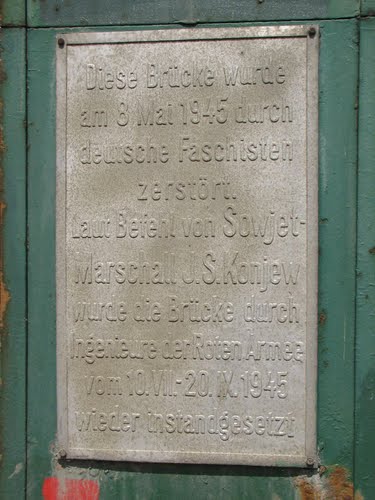 Diese Brücke wurde
am 8 Mai 1945 durch
deutsche Faschisten
zerstört.
Laut Befehl von Sowjet-
Marschall J.S.Konjew
wurde die Brücke durch
Ingenieure der Roten Armee
vom 10.VII.-20.IX.1945
wieder instandgesetzt